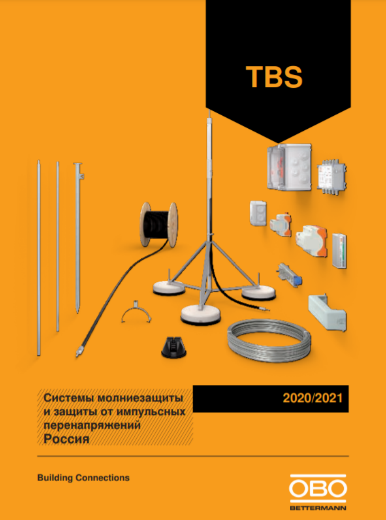 TBS
Системы молниезащиты
и защиты от импульсных
перенапряжений
Россия
2020/2021
Building Connections
OBO
BETTERMANN